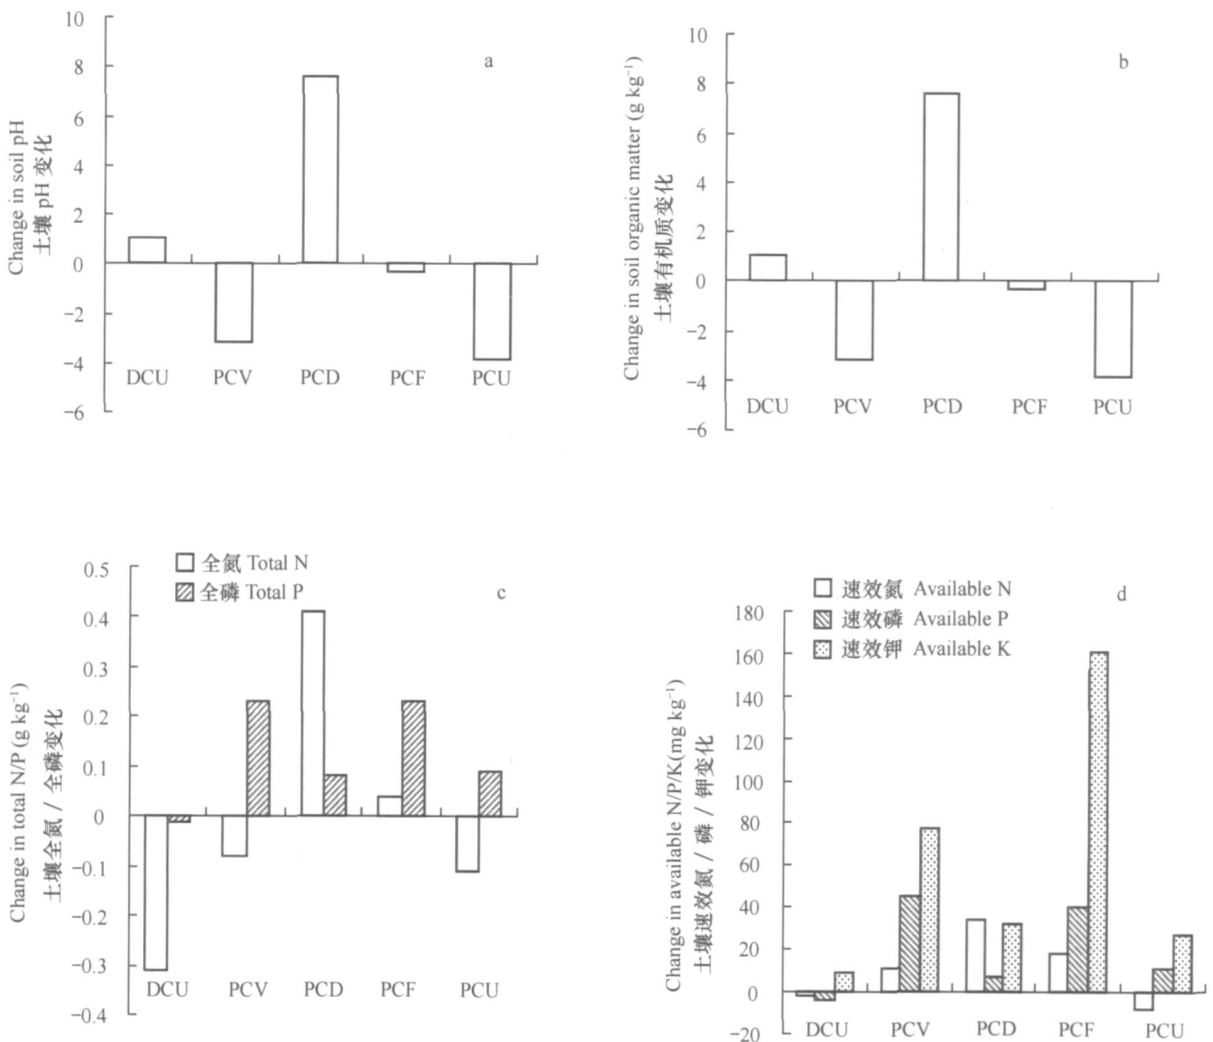 a
Change in soil pH
土壤 pH 变化
10
8
6
4
2
0
−2
−4
−6
DCU PCV PCD PCF PCU
b
Change in soil organic matter (g kg⁻¹)
土壤有机质变化
10
8
6
4
2
0
−2
−4
−6
DCU PCV PCD PCF PCU
全氮 Total N
全磷 Total P
c
Change in total N/P (g kg⁻¹)
土壤全氮 / 全磷变化
0.5
0.4
0.3
0.2
0.1
0
−0.1
−0.2
−0.3
−0.4
DCU PCV PCD PCF PCU
速效氮 Available N
速效磷 Available P
速效钾 Available K
d
Change in available N/P/K(mg kg⁻¹)
土壤速效氮 / 磷 / 钾变化
180
160
140
120
100
80
60
40
20
0
−20
DCU PCV PCD PCF PCU